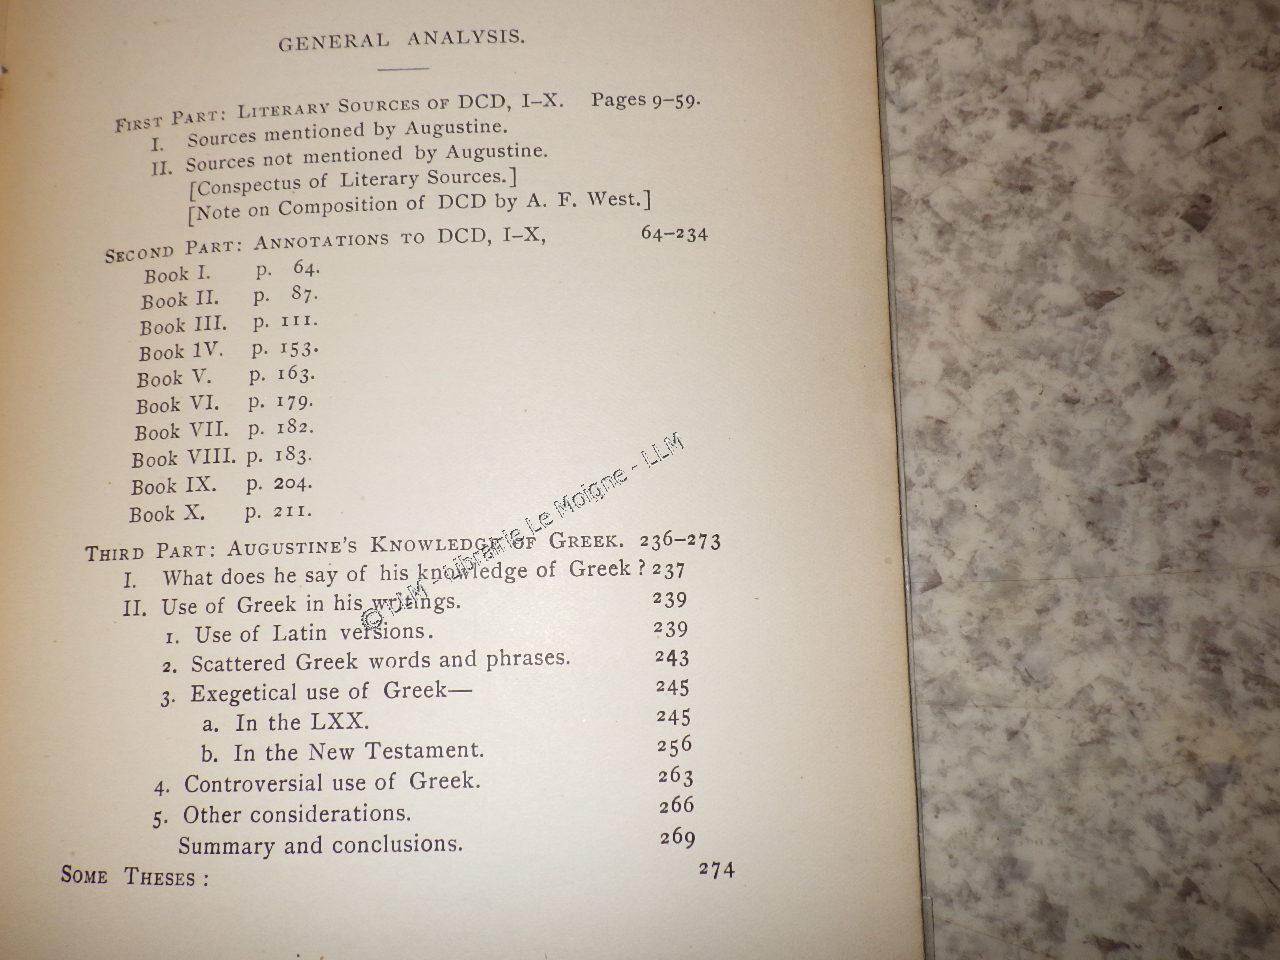 GENERAL ANALYSIS.
FIRST PART: LITERARY SOURCES OF DCD, I–X. Pages 9–59.
I. Sources mentioned by Augustine.
II. Sources not mentioned by Augustine.
[Conspectus of Literary Sources.]
[Note on Composition of DCD by A. F. West.]
SECOND PART: ANNOTATIONS TO DCD, I–X, 64–234
Book I. p. 64.
Book II. p. 87.
Book III. p. 111.
Book 1V. p. 153.
Book V. p. 163.
Book VI. p. 179.
Book VII. p. 182.
Book VIII. p. 183.
Book IX. p. 204.
Book X. p. 211.
THIRD PART: AUGUSTINE'S KNOWLEDGE OF GREEK. 236–273
I. What does he say of his knowledge of Greek ? 237
II. Use of Greek in his writings. 239
1. Use of Latin versions. 239
2. Scattered Greek words and phrases. 243
3. Exegetical use of Greek— 245
a. In the LXX. 245
b. In the New Testament. 256
4. Controversial use of Greek. 263
5. Other considerations. 266
Summary and conclusions. 269
SOME THESES : 274
© DLM - Librairie Le Moigne - LLM